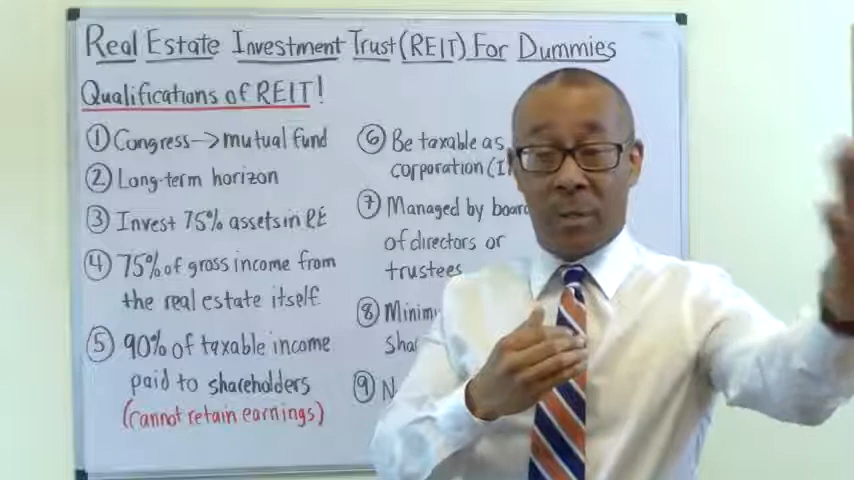 Real Estate Investment Trust (REIT) For Dummies
Qualifications of REIT!
① Congress -> mutual fund
② Long-term horizon
③ Invest 75% assets in RE
④ 75% of gross income from
the real estate itself
⑤ 90% of taxable income
paid to shareholders
(cannot retain earnings)
⑥ Be taxable as
corporation (I
⑦ Managed by board
of directors or
trustees
⑧
⑨